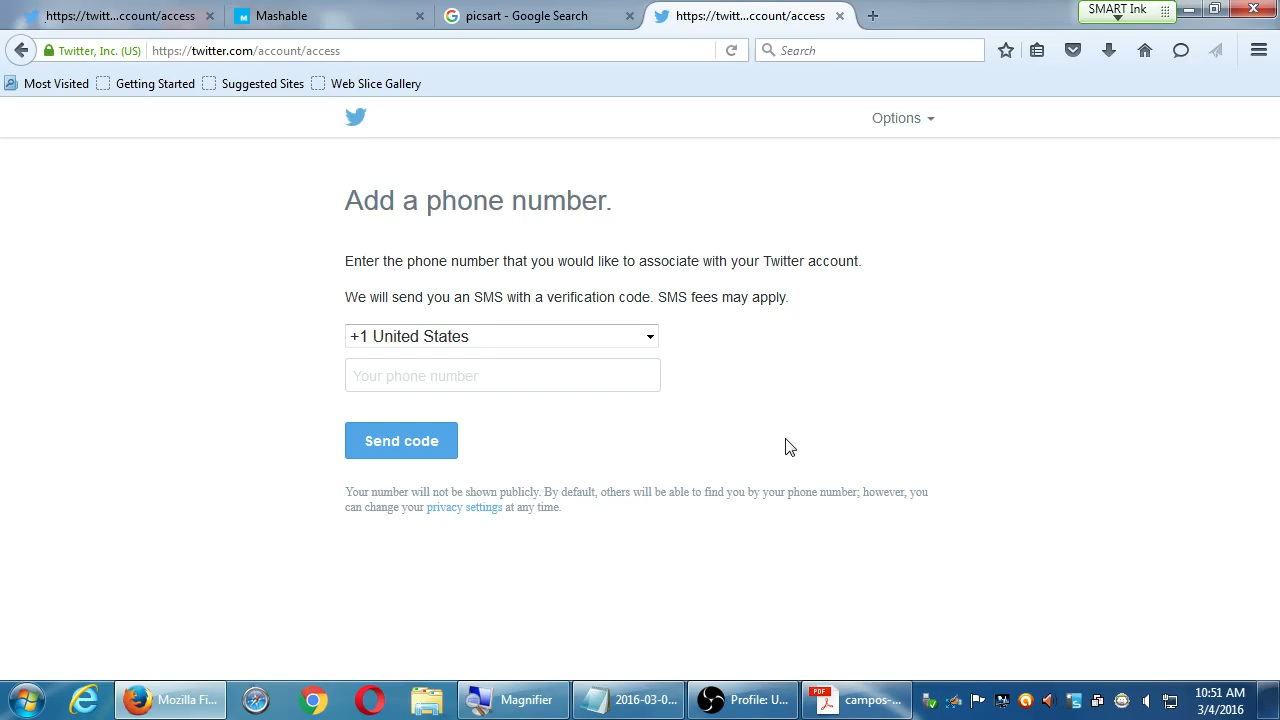 https://twitt...ccount/access
Mashable
picsart - Google Search
https://twitt...ccount/access
SMART Ink
Twitter, Inc. (US)
https://twitter.com/account/access
Search
Most Visited
Getting Started
Suggested Sites
Web Slice Gallery
Options
Add a phone number.
Enter the phone number that you would like to associate with your Twitter account.
We will send you an SMS with a verification code. SMS fees may apply.
+1 United States
Your phone number
Send code
Your number will not be shown publicly. By default, others will be able to find you by your phone number; however, you
can change your privacy settings at any time.
Mozilla Fi...
Magnifier
2016-03-0...
Profile: U...
PDF
campos-...
10:51 AM
3/4/2016